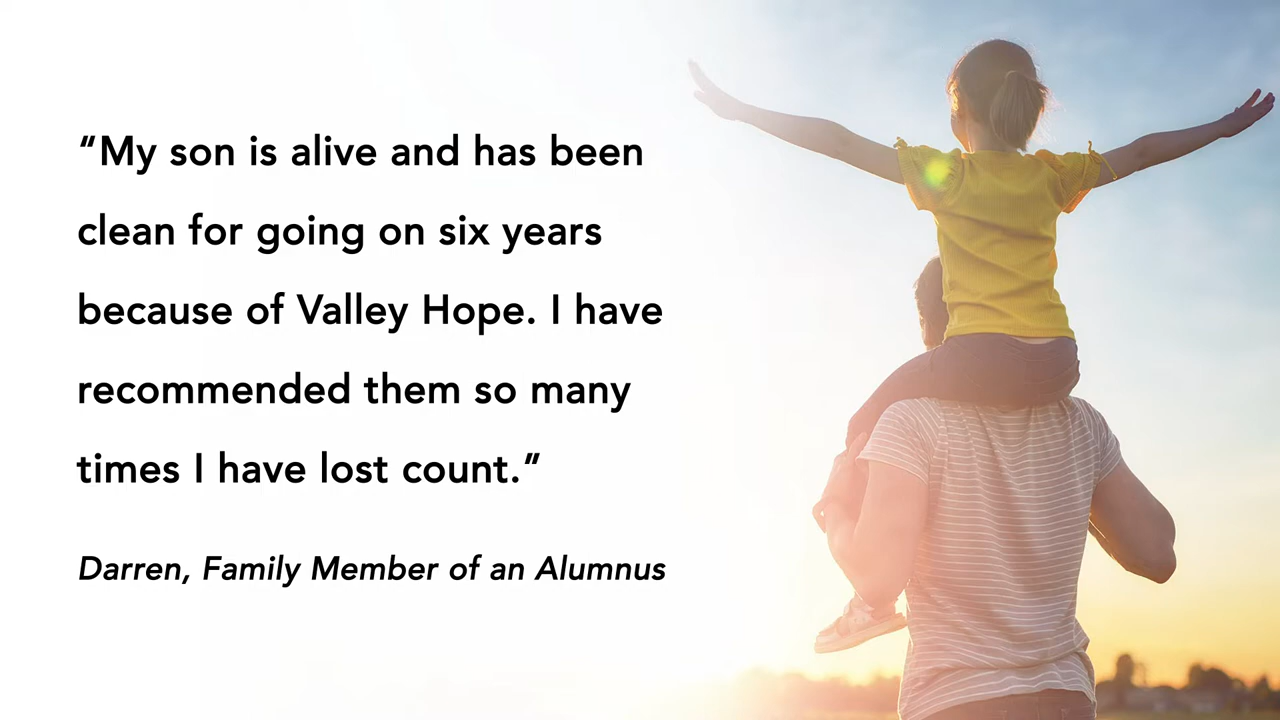 “My son is alive and has been
clean for going on six years
because of Valley Hope. I have
recommended them so many
times I have lost count.”
Darren, Family Member of an Alumnus